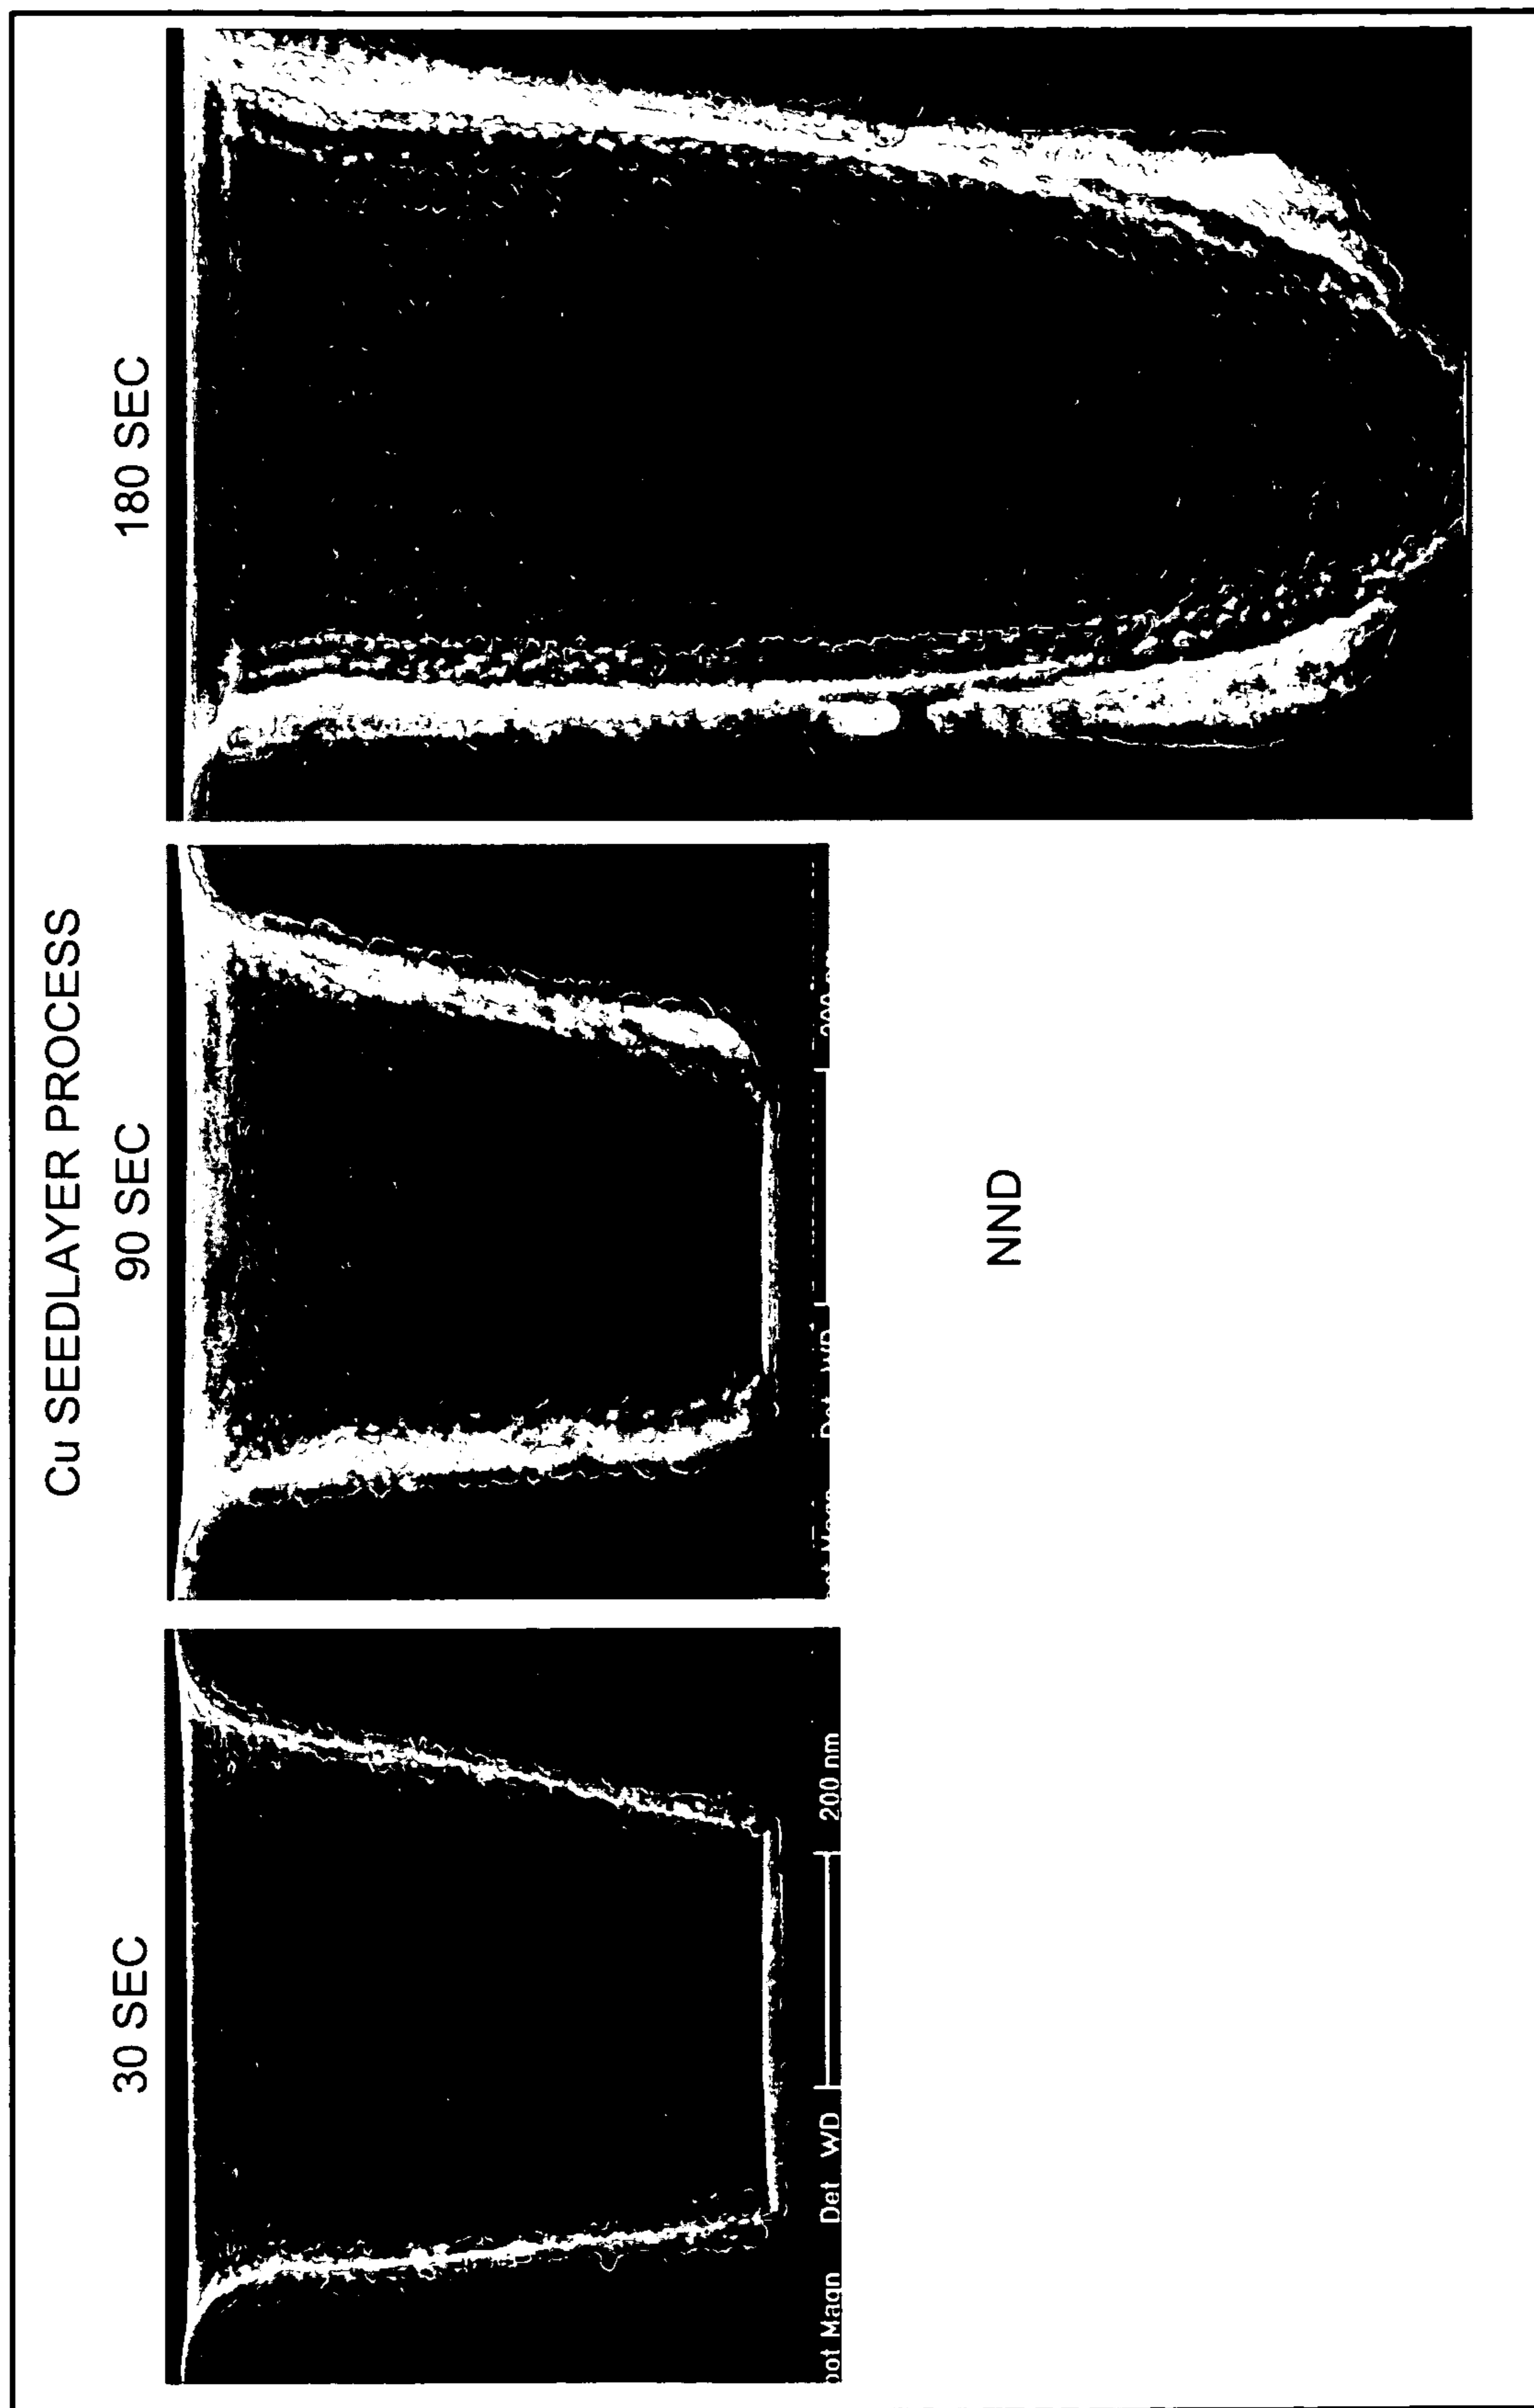 Cu SEEDLAYER PROCESS
30 SEC 90 SEC 180 SEC
Magn Det WD 200 nm
NND